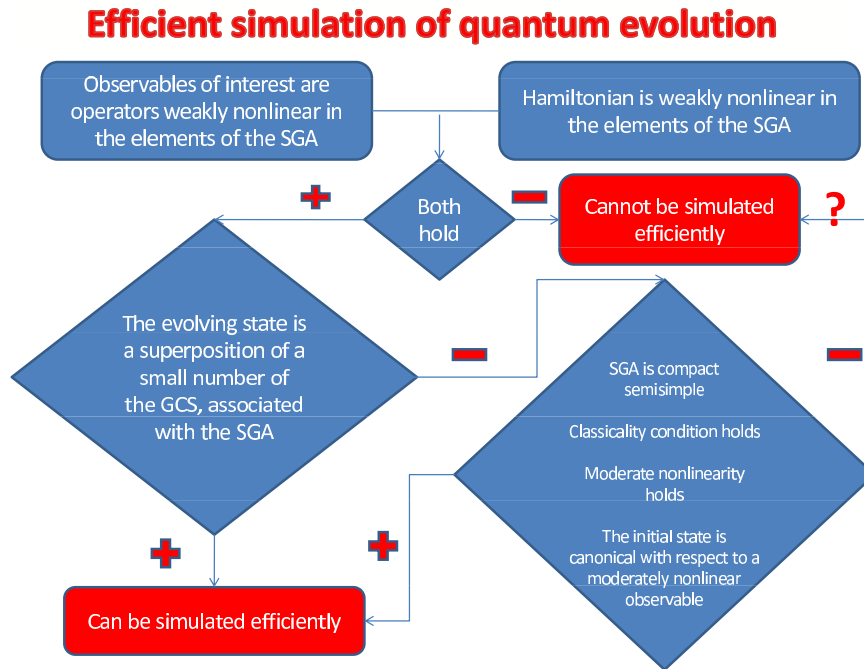 Efficient simulation of quantum evolution
Observables of interest are
operators weakly nonlinear in
the elements of the SGA
Hamiltonian is weakly nonlinear in
the elements of the SGA
Both
hold
Cannot be simulated
efficiently
?
The evolving state is
a superposition of a
small number of
the GCS, associated
with the SGA
SGA is compact
semisimple
Classicality condition holds
Moderate nonlinearity
holds
The initial state is
canonical with respect to a
moderately nonlinear
observable
Can be simulated efficiently